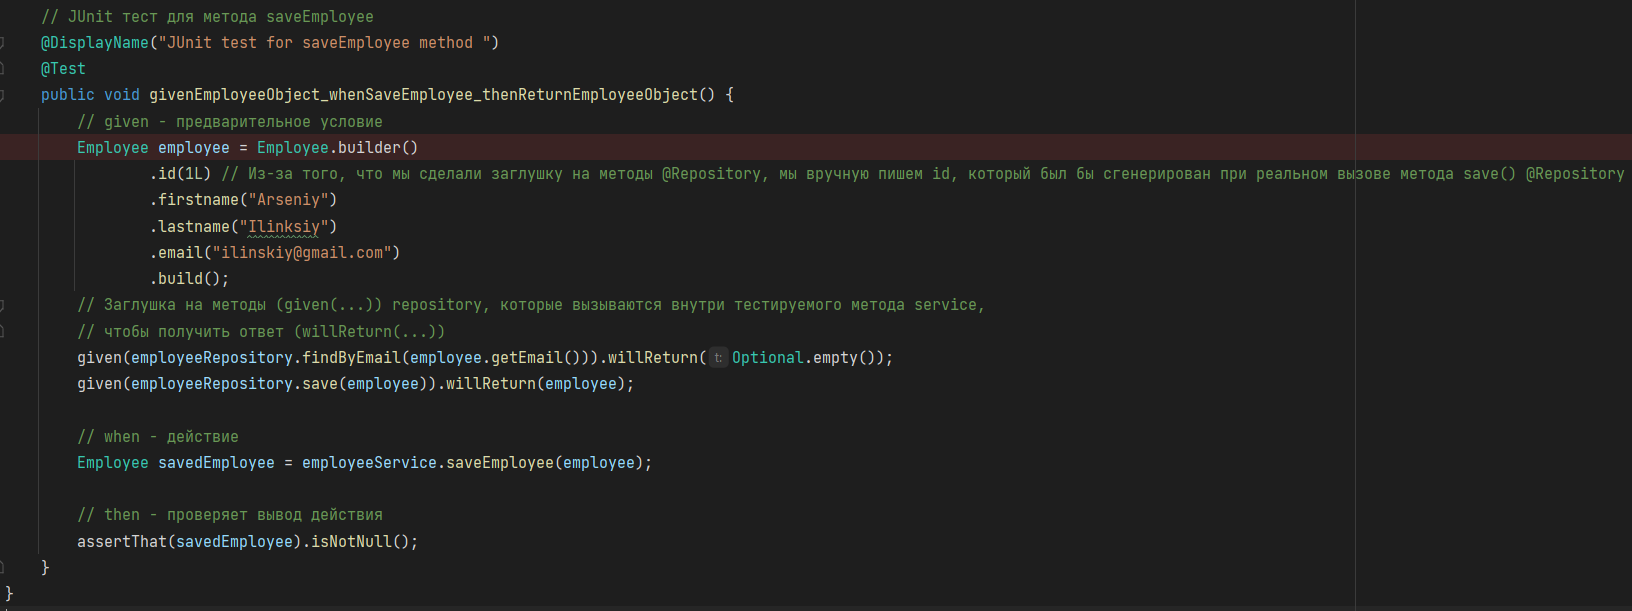 // JUnit тест для метода saveEmployee
@DisplayName("JUnit test for saveEmployee method ")
@Test
public void givenEmployeeObject_whenSaveEmployee_thenReturnEmployeeObject() {
// given - предварительное условие
Employee employee = Employee.builder()
.id(1L) // Из-за того, что мы сделали заглушку на методы @Repository, мы вручную пишем id, который был бы сгенерирован при реальном вызове метода save() @Repository
.firstname("Arseniy")
.lastname("Ilinksiy")
.email("ilinskiy@gmail.com")
.build();
// Заглушка на методы (given(...)) repository, которые вызываются внутри тестируемого метода service,
// чтобы получить ответ (willReturn(...))
given(employeeRepository.findByEmail(employee.getEmail())).willReturn( t: Optional.empty());
given(employeeRepository.save(employee)).willReturn(employee);
// when - действие
Employee savedEmployee = employeeService.saveEmployee(employee);
// then - проверяет вывод действия
assertThat(savedEmployee).isNotNull();
}
}